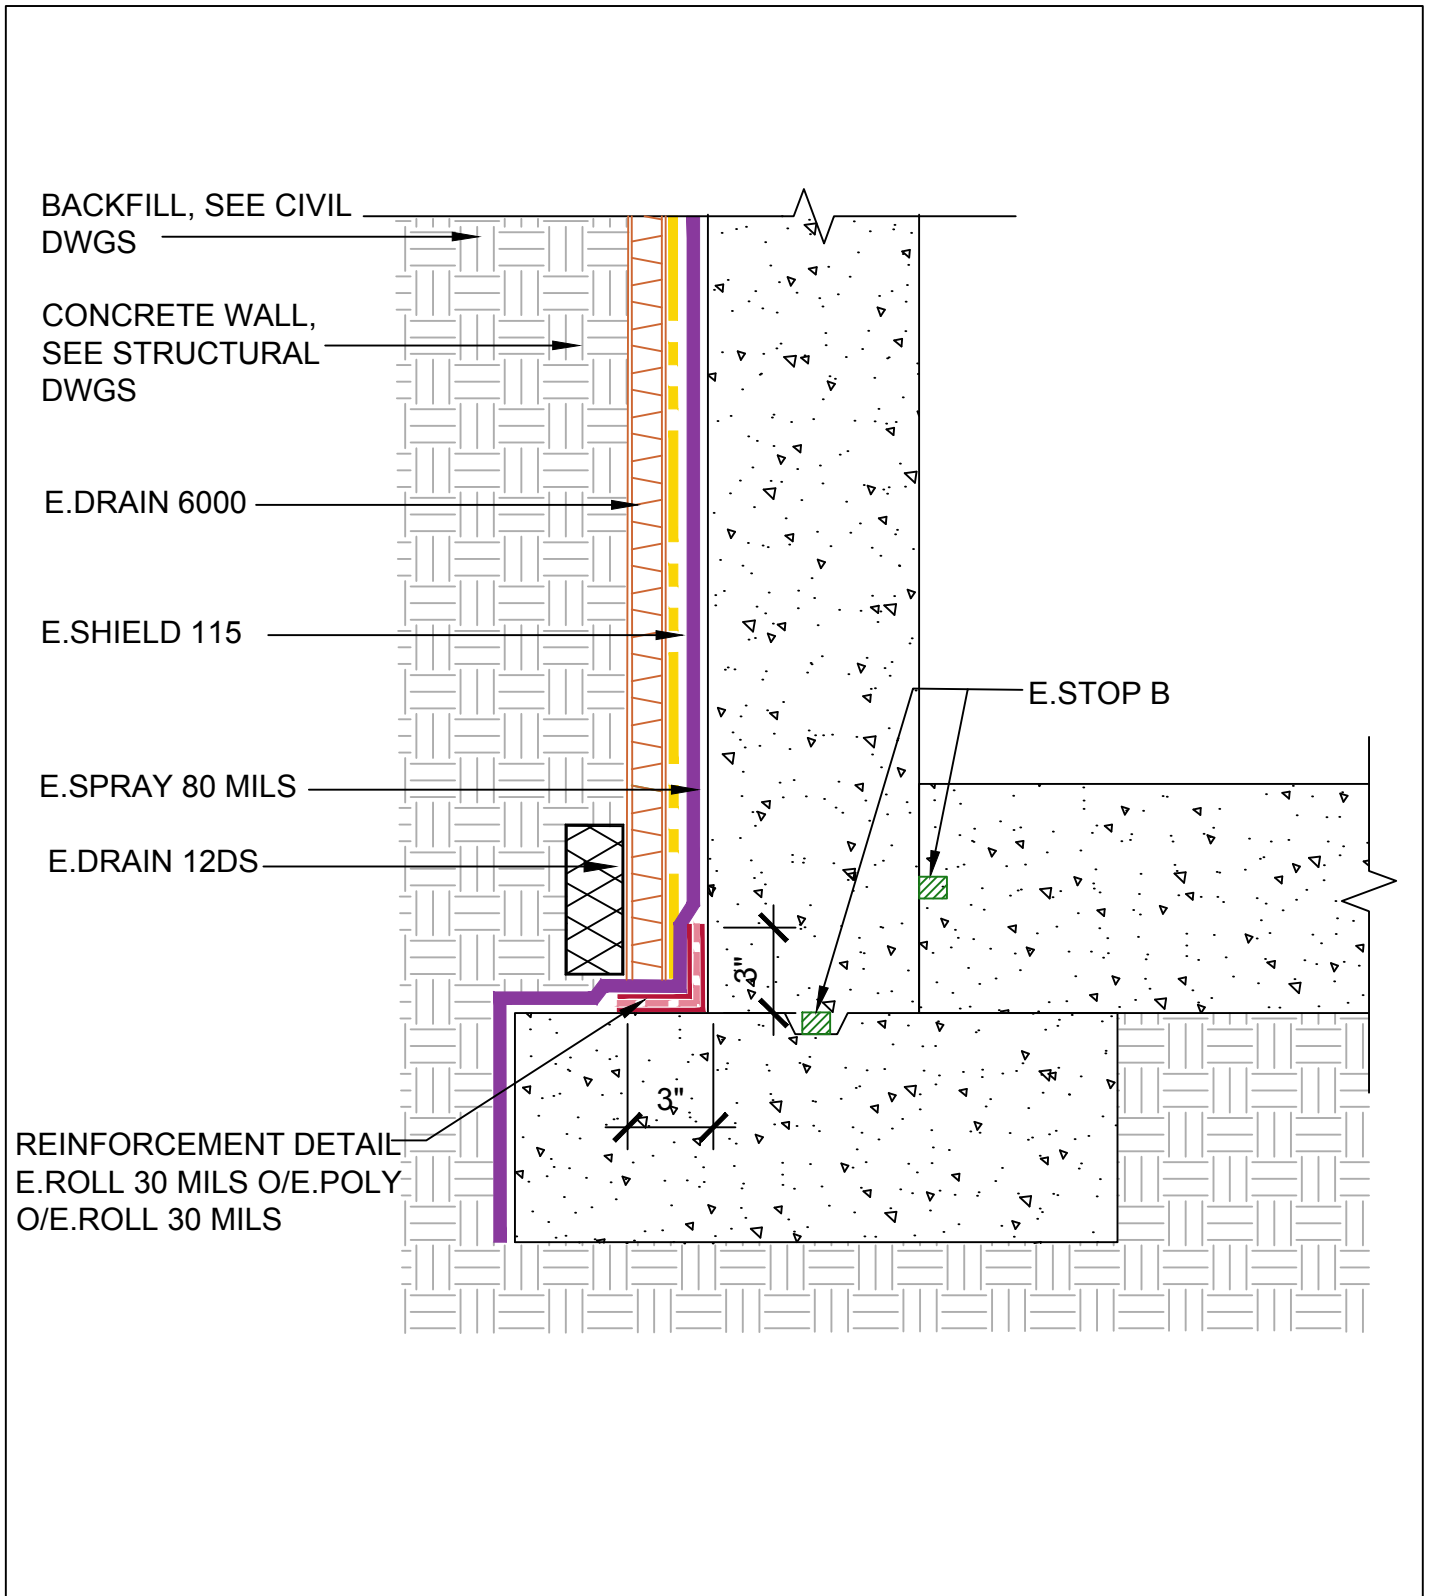 BACKFILL, SEE CIVIL
DWGS
CONCRETE WALL,
SEE STRUCTURAL
DWGS
E.DRAIN 6000
E.SHIELD 115
E.STOP B
E.SPRAY 80 MILS
E.DRAIN 12DS
3"
3"
REINFORCEMENT DETAIL
E.ROLL 30 MILS O/E.POLY
O/E.ROLL 30 MILS